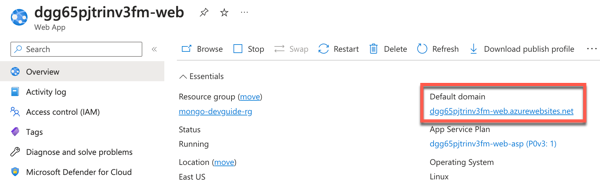 dgg65pjtrinv3fm-web
Web App
Search
Browse Stop Swap Restart Delete Refresh Download publish profile
Overview
Activity log
Access control (IAM)
Tags
Diagnose and solve problems
Microsoft Defender for Cloud
Essentials
Resource group (move)
mongo-devguide-rg
Status
Running
Location (move)
East US
Default domain
dgg65pjtrinv3fm-web.azurewebsites.net
App Service Plan
dgg65pjtrinv3fm-web-asp (P0v3: 1)
Operating System
Linux